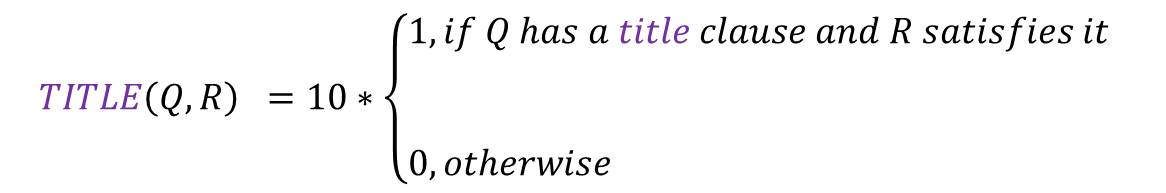 1, if Q has a title clause and R satisfies it
TITLE(Q, R) = 10 *
0, otherwise